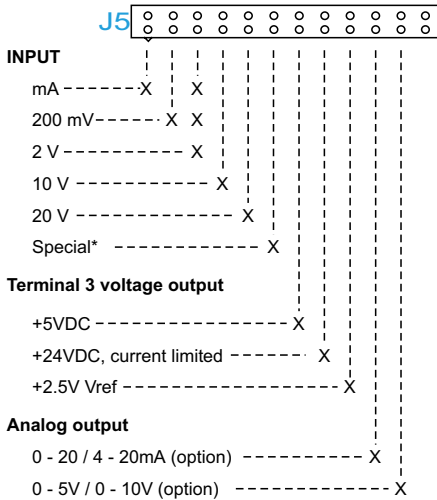 J5
INPUT
mA X X
200 mV X X
2 V X
10 V X
20 V X
Special* X
Terminal 3 voltage output
+5VDC X
+24VDC, current limited X
+2.5V Vref X
Analog output
0 - 20 / 4 - 20mA (option) X
0 - 5V / 0 - 10V (option) X